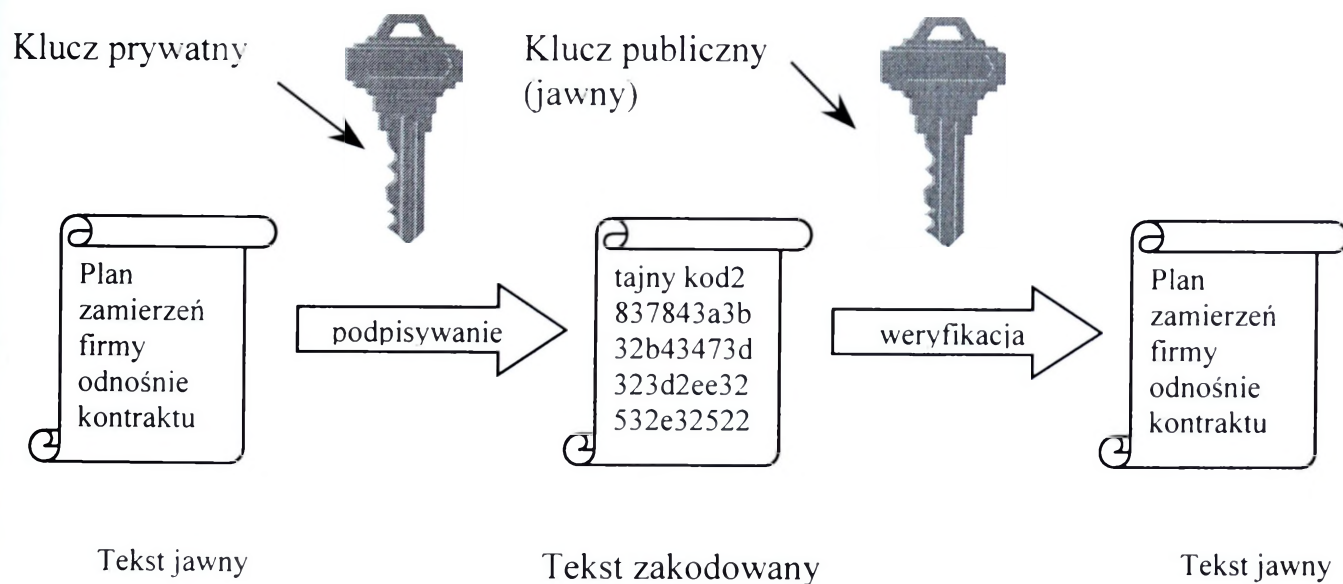 Klucz prywatny
Klucz publiczny
(jawny)
Plan
zamierzeń
firmy
odnośnie
kontraktu
podpisywanie
tajny kod2
837843a3b
32b43473d
323d2ee32
532e32522
weryfikacja
Plan
zamierzeń
firmy
odnośnie
kontraktu
Tekst jawny
Tekst zakodowany
Tekst jawny